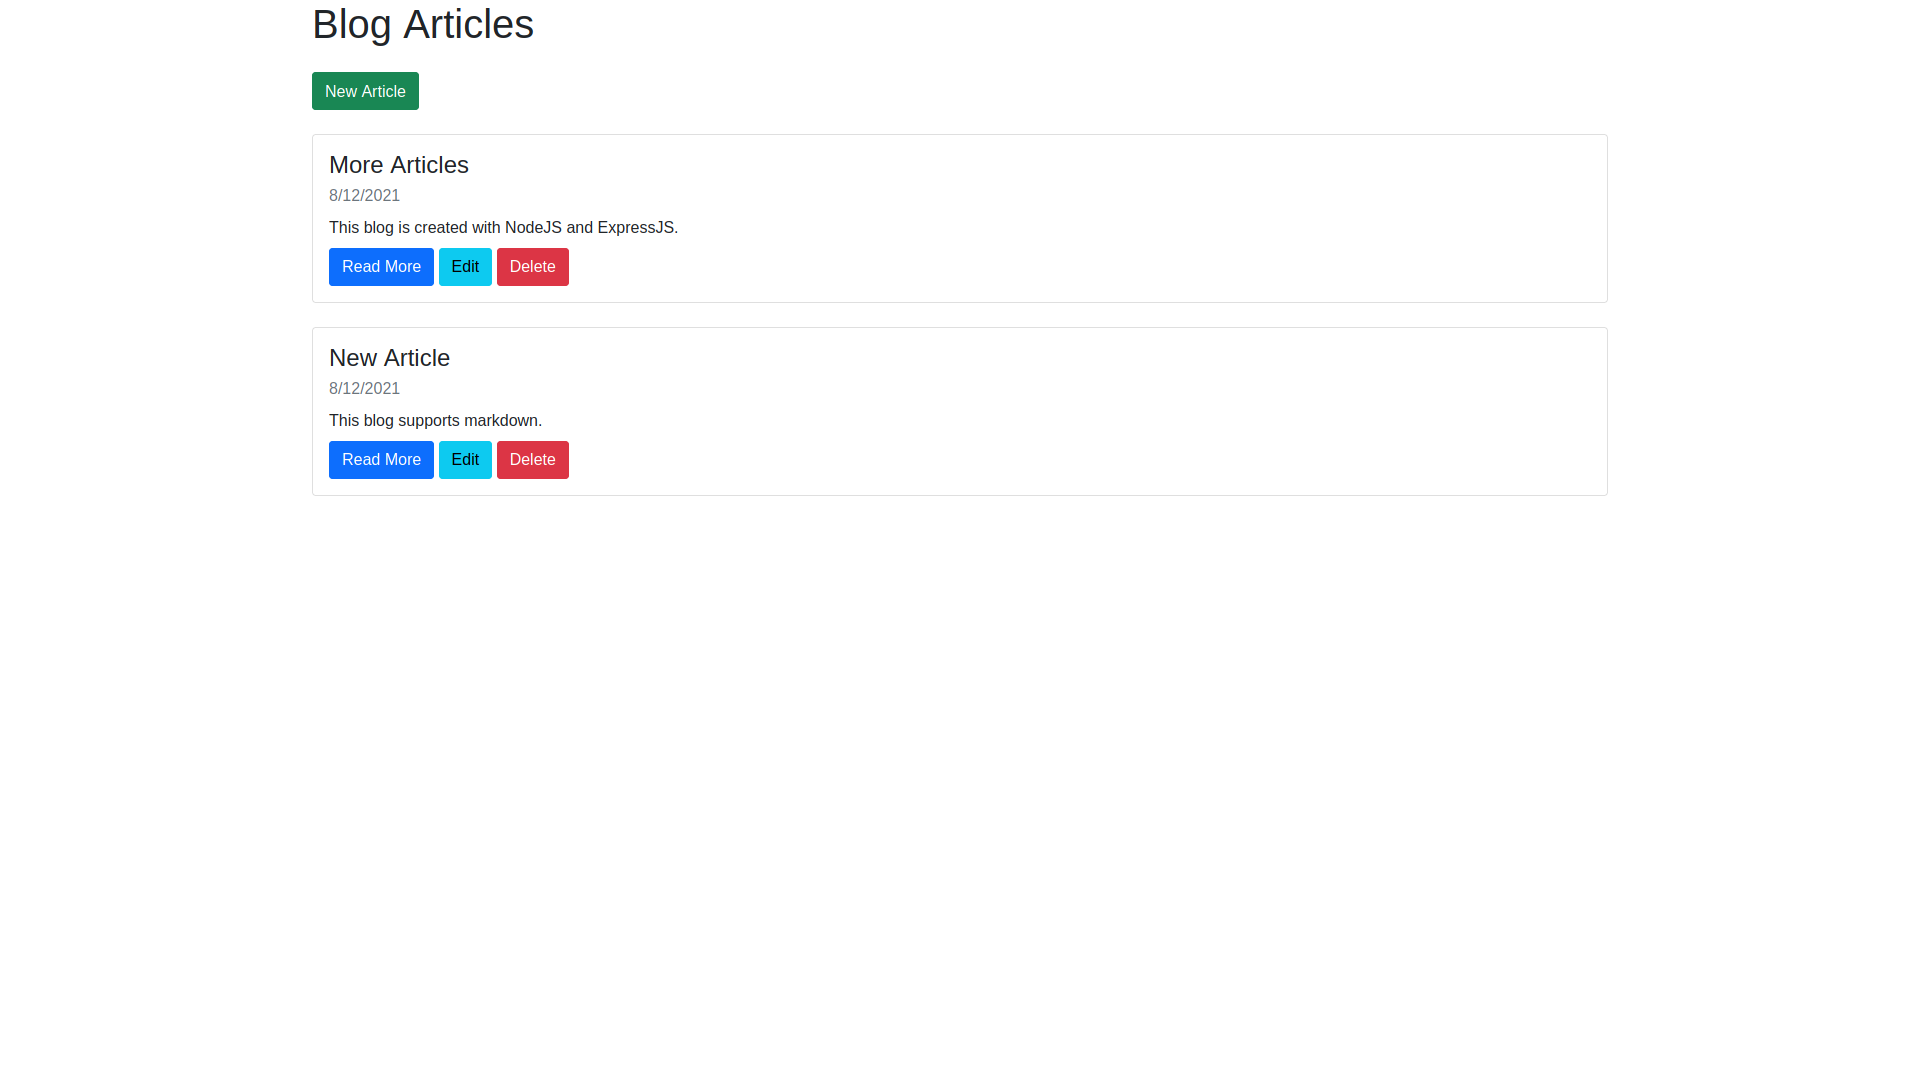 Blog Articles
New Article
More Articles
8/12/2021
This blog is created with NodeJS and ExpressJS.
Read More Edit Delete
New Article
8/12/2021
This blog supports markdown.
Read More Edit Delete